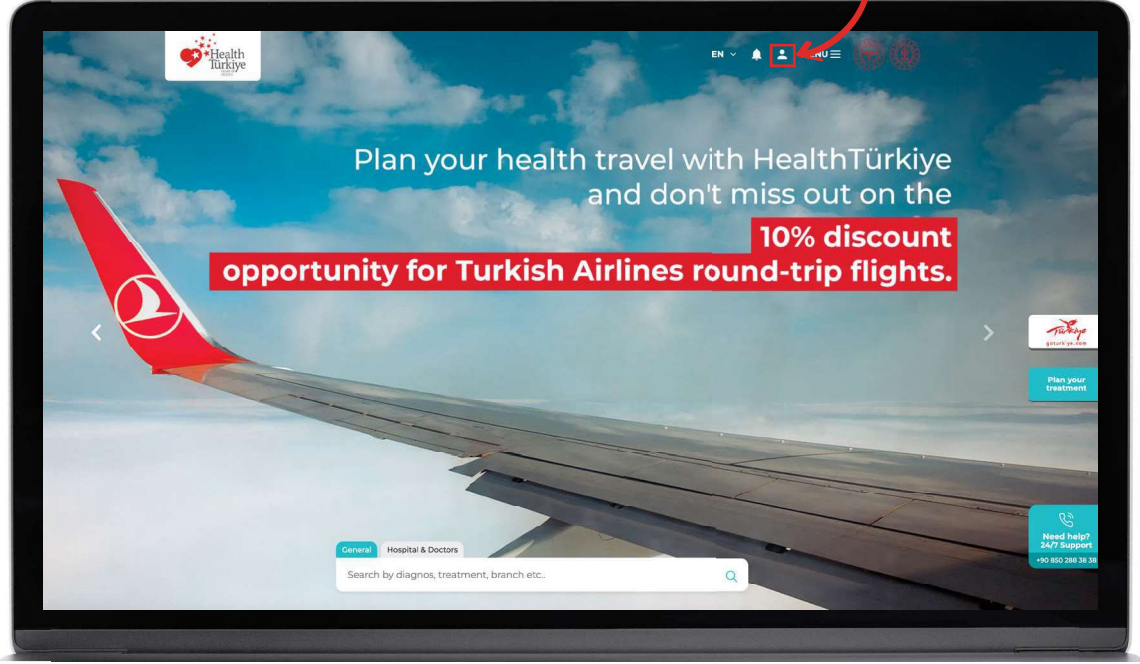 Health
Türkiye
EN
MENU
Plan your health travel with HealthTürkiye
and don't miss out on the
10% discount
opportunity for Turkish Airlines round-trip flights.
Türkiye
goturkiye.com
Plan your
treatment
General
Hospital & Doctors
Search by diagnos, treatment, branch etc..
Need help?
24/7 Support
+90 850 288 38 38